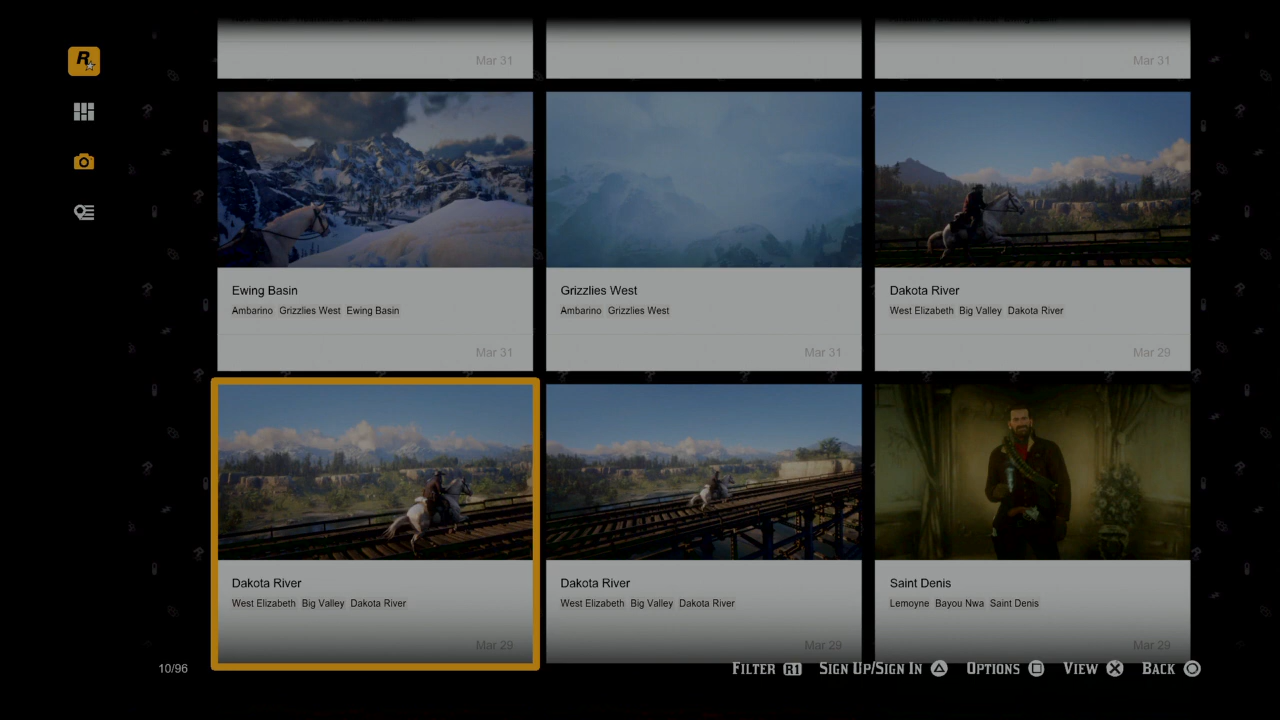 Mar 31
Mar 31
Ewing Basin
Ambarino Grizzlies West Ewing Basin
Mar 31
Grizzlies West
Ambarino Grizzlies West
Mar 31
Dakota River
West Elizabeth Big Valley Dakota River
Mar 29
Dakota River
West Elizabeth Big Valley Dakota River
Mar 29
Dakota River
West Elizabeth Big Valley Dakota River
Mar 29
Saint Denis
Lemoyne Bayou Nwa Saint Denis
Mar 29
10/96
Filter R1 Sign Up/Sign In Options View Back